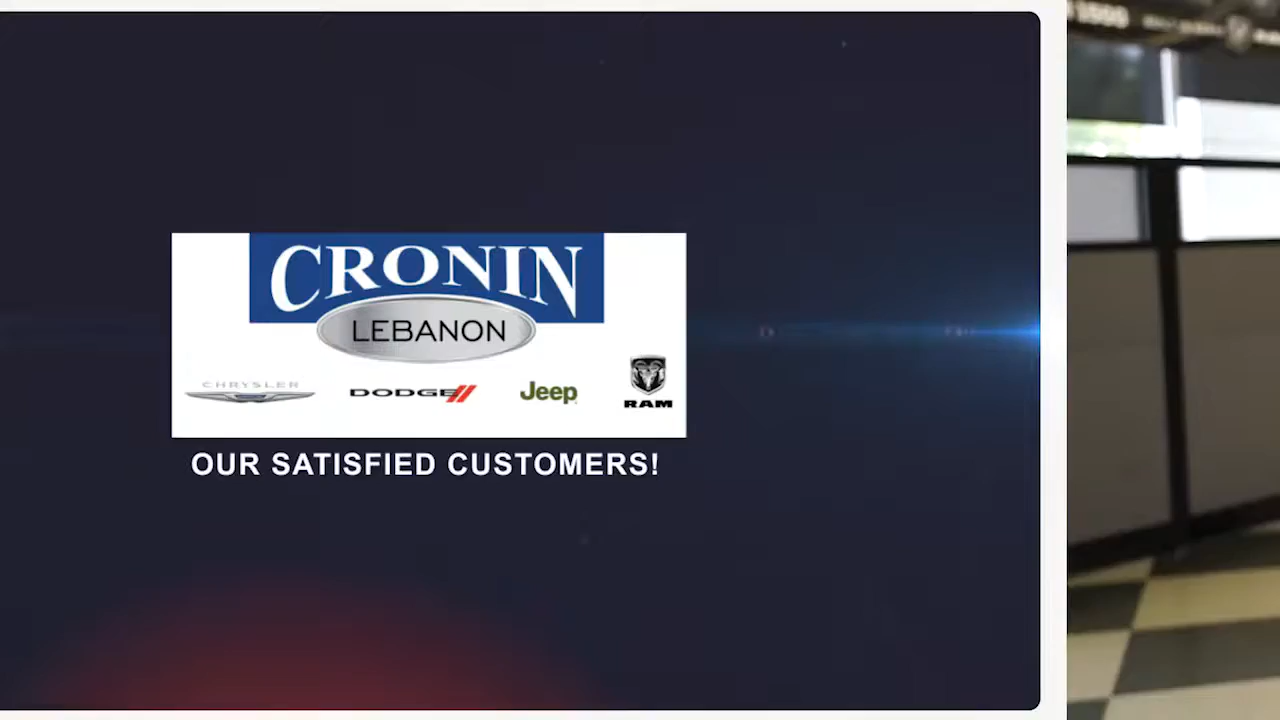 CRONIN
LEBANON
CHRYSLER
DODGE
Jeep
RAM
OUR SATISFIED CUSTOMERS!